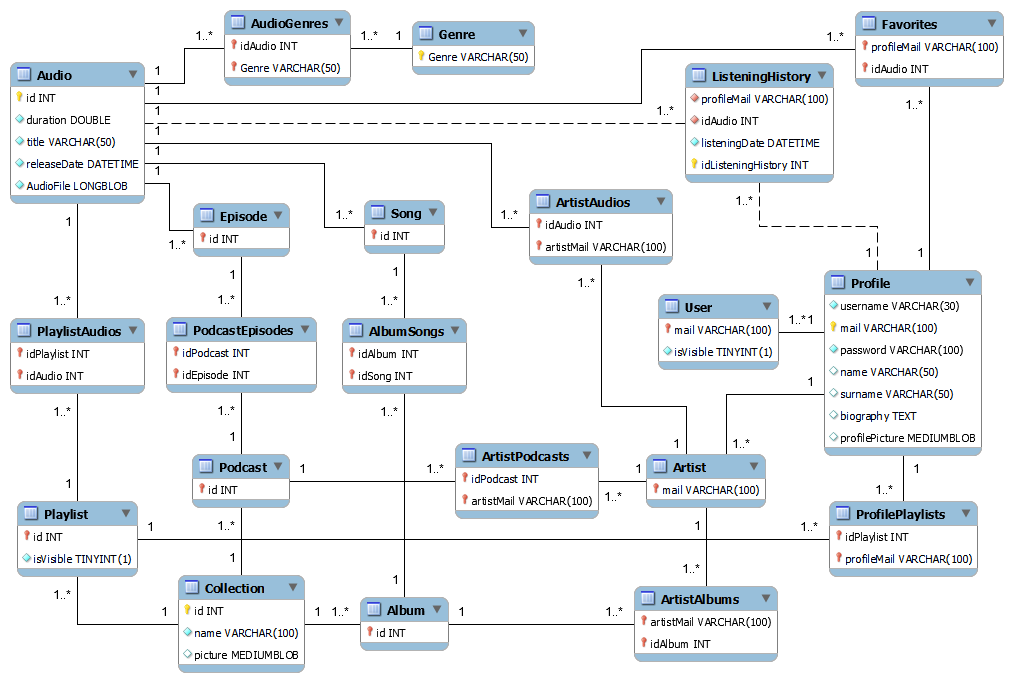 AudioGenres
idAudio INT
Genre VARCHAR(50)
1..*
1..*
1
Genre
Genre VARCHAR(50)
Favorites
profileMail VARCHAR(100)
idAudio INT
1..*
1..*
Audio
id INT
duration DOUBLE
title VARCHAR(50)
releaseDate DATETIME
AudioFile LONGBLOB
1
1
1
1
1
1
ListeningHistory
profileMail VARCHAR(100)
idAudio INT
listeningDate DATETIME
idListeningHistory INT
1..*
1..*
Episode
id INT
1..*
1
Song
id INT
1..*
1
ArtistAudios
idAudio INT
artistMail VARCHAR(100)
1..*
1..*
1
1
Profile
username VARCHAR(30)
mail VARCHAR(100)
password VARCHAR(100)
name VARCHAR(50)
surname VARCHAR(50)
biography TEXT
profilePicture MEDIUMBLOB
User
mail VARCHAR(100)
isVisible TINYINT(1)
1..*
1
1
1..*
1..*
1..*
PlaylistAudios
idPlaylist INT
idAudio INT
PodcastEpisodes
idPodcast INT
idEpisode INT
AlbumSongs
idAlbum INT
idSong INT
1
1..*
1..*
1..*
1..*
1
1
1
Podcast
id INT
1
1..*
ArtistPodcasts
idPodcast INT
artistMail VARCHAR(100)
1
1..*
Artist
mail VARCHAR(100)
1
1..*
1
Playlist
id INT
isVisible TINYINT(1)
1
1..*
ProfilePlaylists
idPlaylist INT
profileMail VARCHAR(100)
1..*
1
1
1..*
1..*
1
Collection
id INT
name VARCHAR(100)
picture MEDIUMBLOB
1
1..*
Album
id INT
1
1..*
ArtistAlbums
artistMail VARCHAR(100)
idAlbum INT